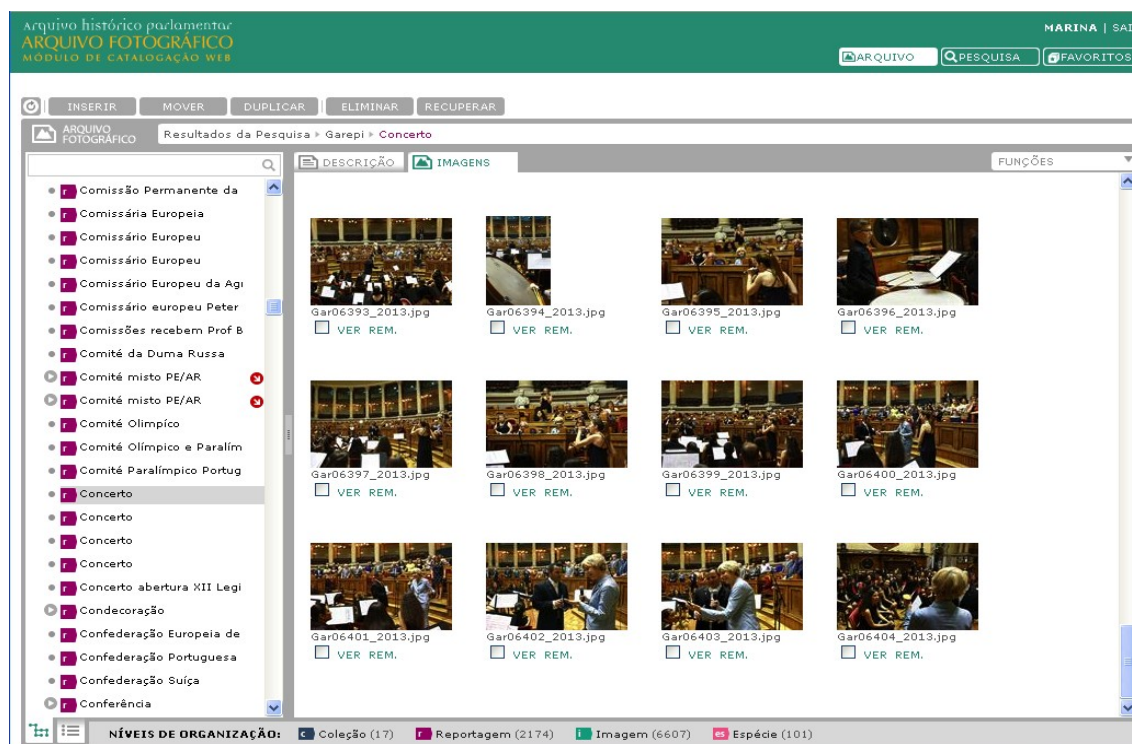 Arquivo histórico parlamentar
ARQUIVO FOTOGRÁFICO
MÓDULO DE CATALOGAÇÃO WEB
MARINA | SAI
ARQUIVO PESQUISA FAVORITOS
INSERIR MOVER DUPLICAR ELIMINAR RECUPERAR
ARQUIVO FOTOGRÁFICO
Resultados da Pesquisa Garepi Concerto
DESCRIÇÃO IMAGENS FUNÇÕES
r Comissão Permanente da
r Comissária Europeia
r Comissário Europeu
r Comissário Europeu
r Comissário Europeu da Agr
r Comissário europeu Peter
r Comissões recebem Prof B
r Comité da Duma Russa
r Comité misto PE/AR
r Comité misto PE/AR
r Comité Olimpíco
r Comité Olímpico e Paralím
r Comité Paralímpico Portug
r Concerto
r Concerto
r Concerto
r Concerto
r Concerto abertura XII Legi
r Condecoração
r Confederação Europeia de
r Confederação Portuguesa
r Confederação Suíça
r Conferência
Gar06393_2013.jpg Gar06394_2013.jpg Gar06395_2013.jpg Gar06396_2013.jpg
VER REM. VER REM. VER REM. VER REM.
Gar06397_2013.jpg Gar06398_2013.jpg Gar06399_2013.jpg Gar06400_2013.jpg
VER REM. VER REM. VER REM. VER REM.
Gar06401_2013.jpg Gar06402_2013.jpg Gar06403_2013.jpg Gar06404_2013.jpg
VER REM. VER REM. VER REM. VER REM.
NÍVEIS DE ORGANIZAÇÃO: c Coleção (17) r Reportagem (2174) i Imagem (6607) es Espécie (101)